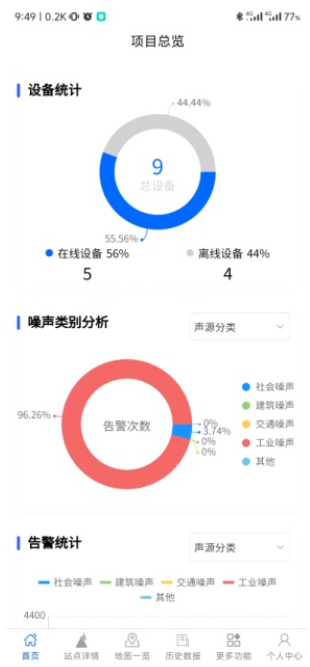 9:49 | 0.2K 4G 4G 77%
项目总览
设备统计
44.44%
9
总设备
55.56%
在线设备 56% 离线设备 44%
5 4
噪声类别分析 声源分类
社会噪声
建筑噪声
交通噪声
工业噪声
其他
96.26% 告警次数 0%
3.74%
0%
0%
告警统计 声源分类
社会噪声 建筑噪声 交通噪声 工业噪声
其他
4400
首页 站点详情 地图一览 历史数据 更多功能 个人中心